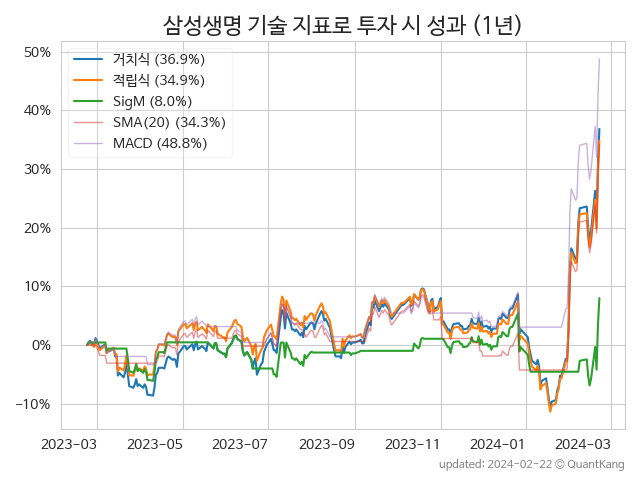 삼성생명 기술 지표로 투자 시 성과 (1년)
거치식 (36.9%)
적립식 (34.9%)
SigM (8.0%)
SMA(20) (34.3%)
MACD (48.8%)
50%
40%
30%
20%
10%
0%
−10%
2023-03 2023-05 2023-07 2023-09 2023-11 2024-01 2024-03
updated: 2024-02-22 ⓒ QuantKang